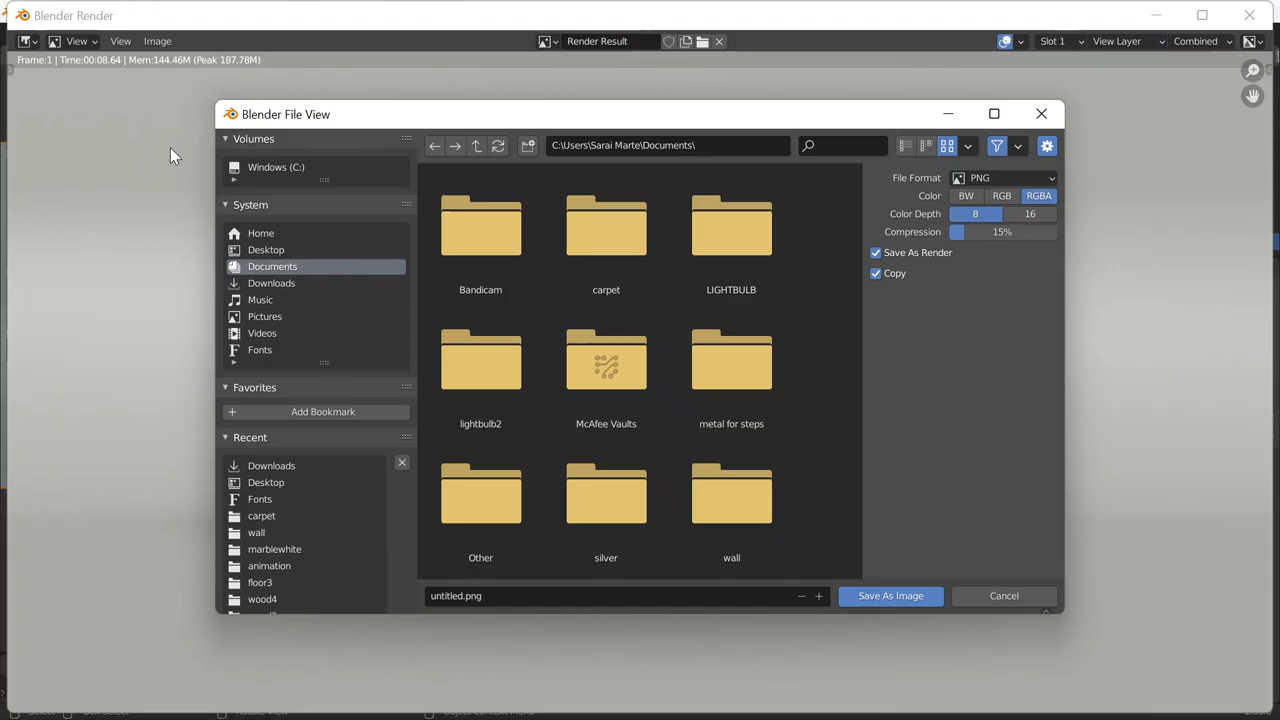 Blender Render
View View Image Render Result Slot 1 View Layer Combined
Frame:1 | Time:00:08.64 | Mem:144.46M (Peak 187.78M)
Blender File View
Volumes
Windows (C:)
System
Home
Desktop
Documents
Downloads
Music
Pictures
Videos
Fonts
Favorites
Add Bookmark
Recent
Downloads
Desktop
Fonts
carpet
wall
marblewhite
animation
floor3
wood4
C:\Users\Sarai Marte\Documents\
Bandicam carpet LIGHTBULB
lightbulb2 McAfee Vaults metal for steps
Other silver wall
File Format PNG
Color BW RGB RGBA
Color Depth 8 16
Compression 15%
Save As Render
Copy
untitled.png Save As Image Cancel